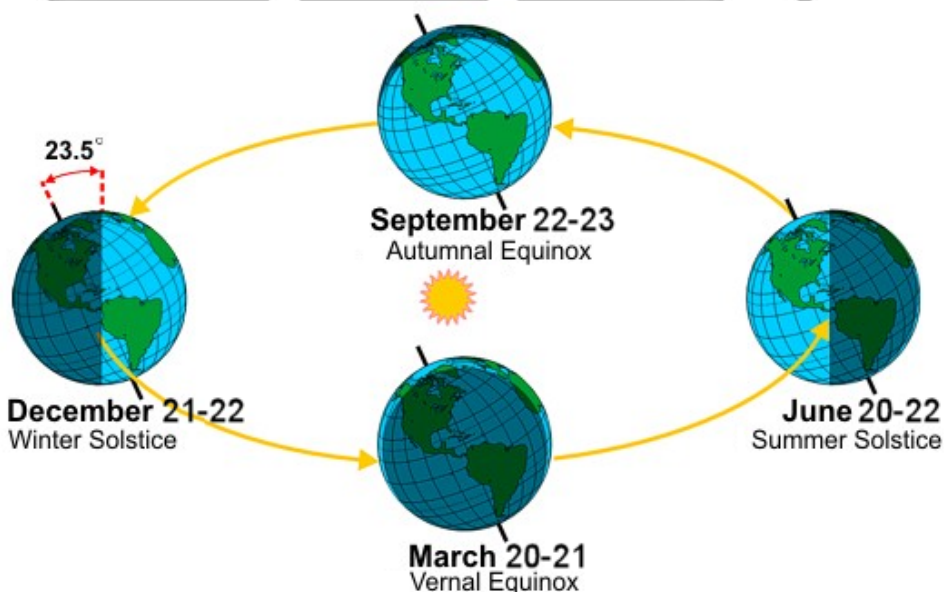 23.5°
September 22-23
Autumnal Equinox
December 21-22
Winter Solstice
June 20-22
Summer Solstice
March 20-21
Vernal Equinox